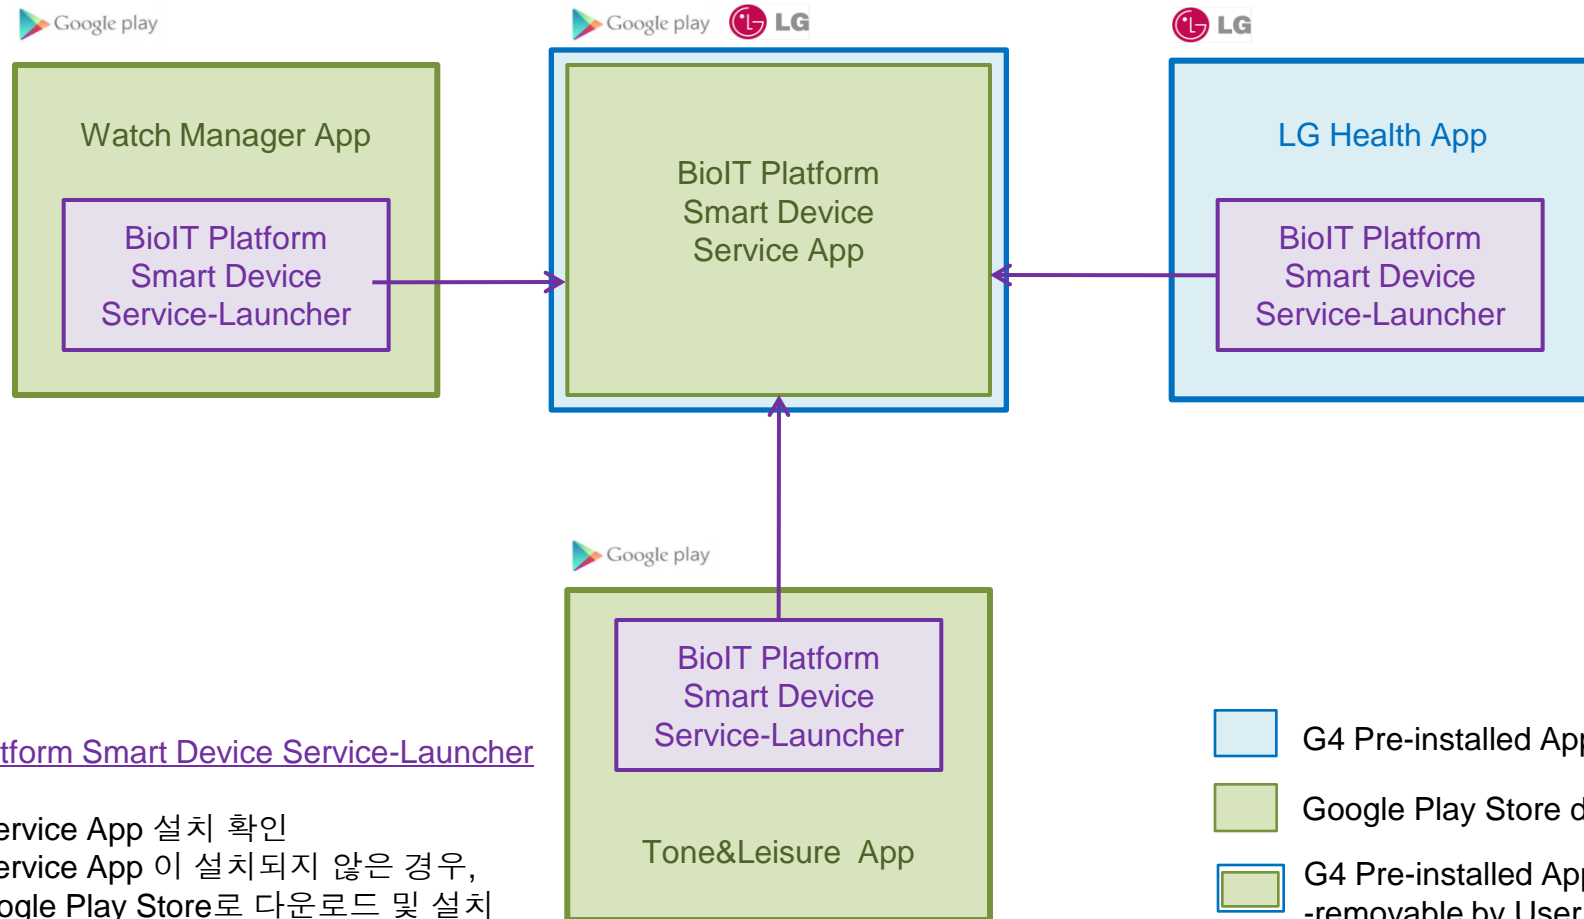 Google play
Google play
LG
LG
Watch Manager App
BioIT Platform
Smart Device
Service-Launcher
BioIT Platform
Smart Device
Service App
LG Health App
BioIT Platform
Smart Device
Service-Launcher
Google play
BioIT Platform
Smart Device
Service-Launcher
Tone&Leisure App
tform Smart Device Service-Launcher
ervice App 설치 확인
ervice App 이 설치되지 않은 경우,
ogle Play Store로 다운로드 및 설치
G4 Pre-installed App
Google Play Store d
G4 Pre-installed App
-removable by User